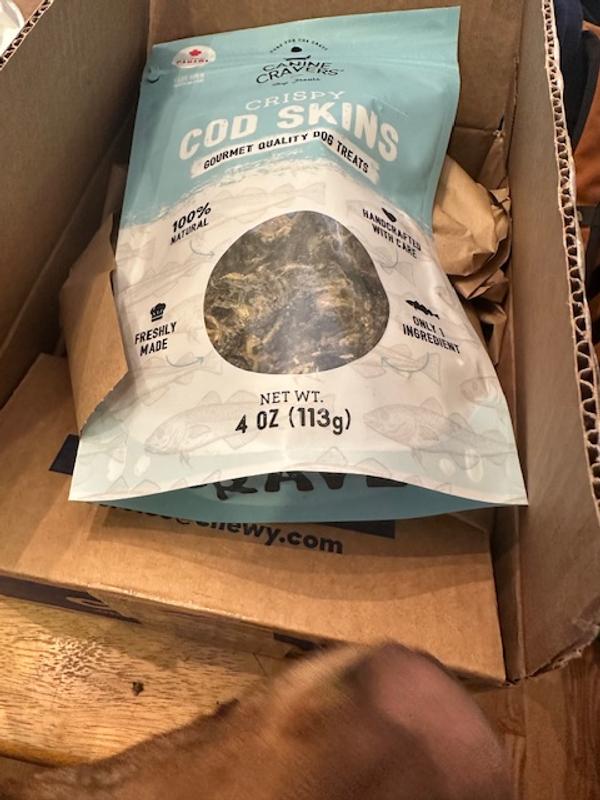 CANADA
CANINE
CRAVERS
CRISPY
COD SKINS
GOURMET QUALITY DOG TREATS
100%
NATURAL
HANDCRAFTED
WITH CARE
FRESHLY
MADE
ONLY 1
INGREDIENT
NET WT.
4 OZ (113g)
chewy.com